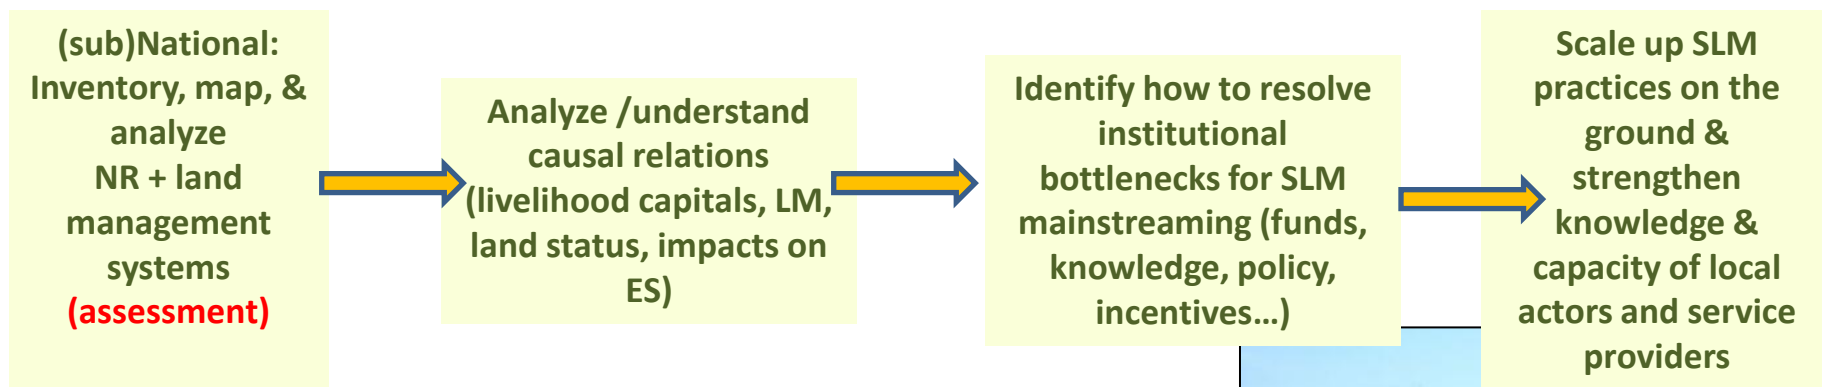 (sub)National:
Inventory, map, &
analyze
NR + land
management
systems
(assessment)
Analyze /understand
causal relations
(livelihood capitals, LM,
land status, impacts on
ES)
Identify how to resolve
institutional
bottlenecks for SLM
mainstreaming (funds,
knowledge, policy,
incentives…)
Scale up SLM
practices on the
ground &
strengthen
knowledge &
capacity of local
actors and service
providers